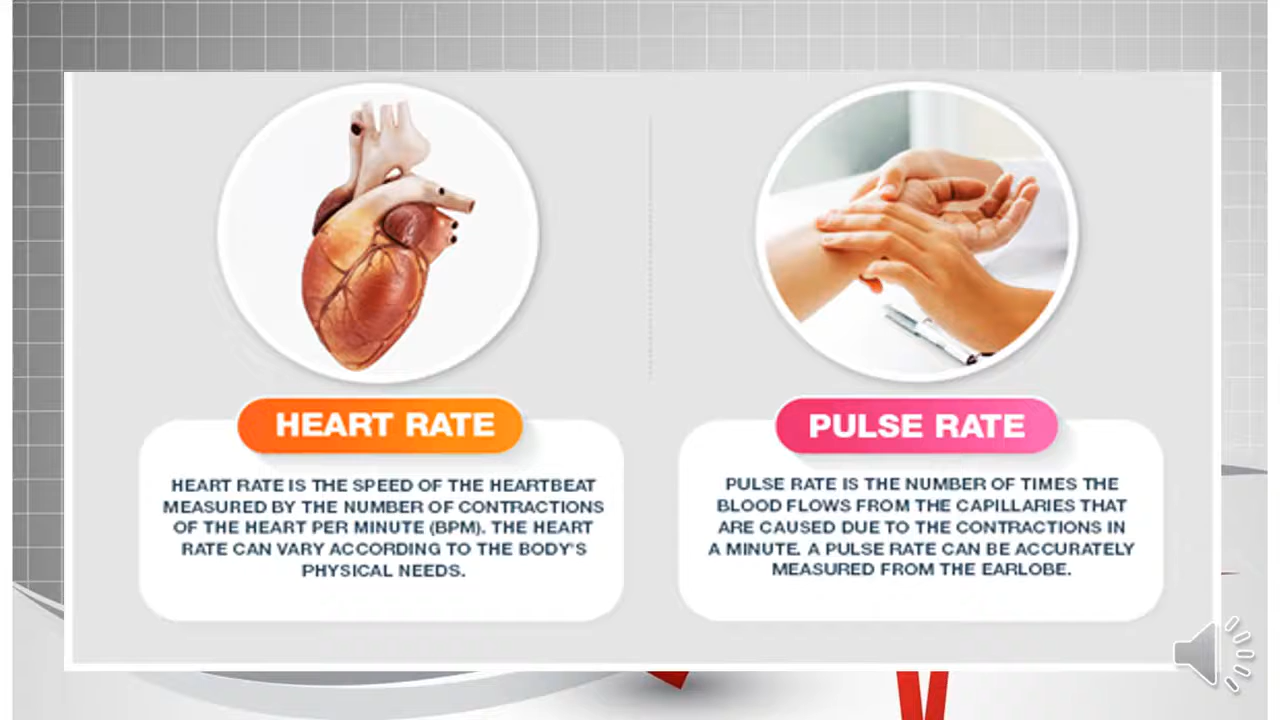 HEART RATE
HEART RATE IS THE SPEED OF THE HEARTBEAT
MEASURED BY THE NUMBER OF CONTRACTIONS
OF THE HEART PER MINUTE (BPM). THE HEART
RATE CAN VARY ACCORDING TO THE BODY'S
PHYSICAL NEEDS.
PULSE RATE
PULSE RATE IS THE NUMBER OF TIMES THE
BLOOD FLOWS FROM THE CAPILLARIES THAT
ARE CAUSED DUE TO THE CONTRACTIONS IN
A MINUTE. A PULSE RATE CAN BE ACCURATELY
MEASURED FROM THE EARLOBE.